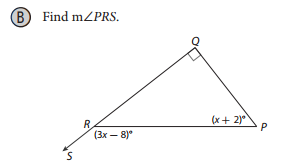 B Find m∠PRS.
Q
R (x + 2)° P
(3x – 8)°
S